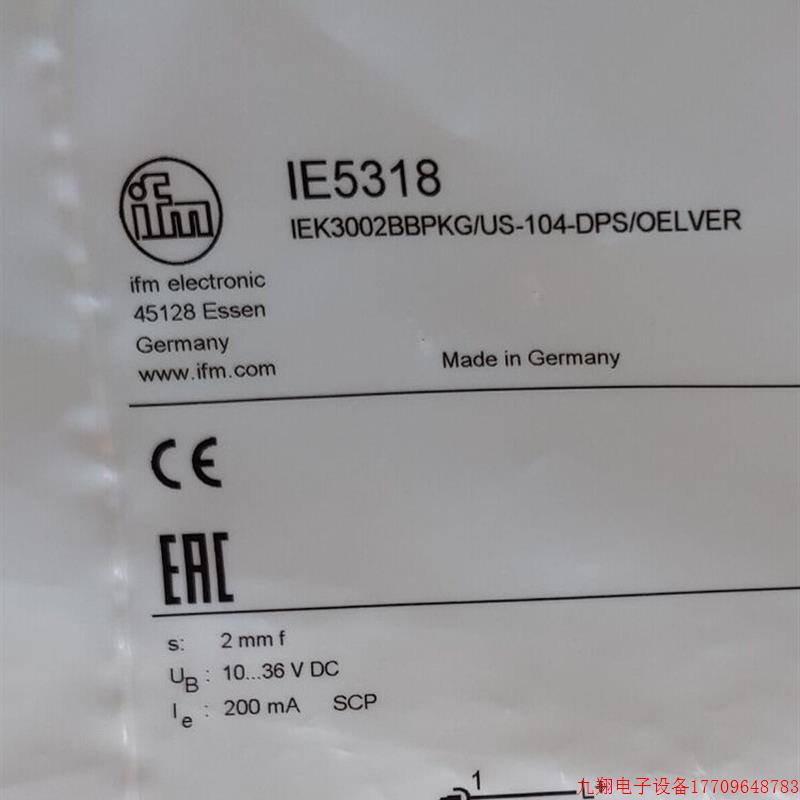 ifm
IE5318
IEK3002BBPKG/US-104-DPS/OELVER
ifm electronic
45128 Essen
Germany
www.ifm.com
Made in Germany
CE
EAC
s: 2 mm f
UB : 10...36 V DC
Ie : 200 mA SCP
1
L+
九翔电子设备17709648783